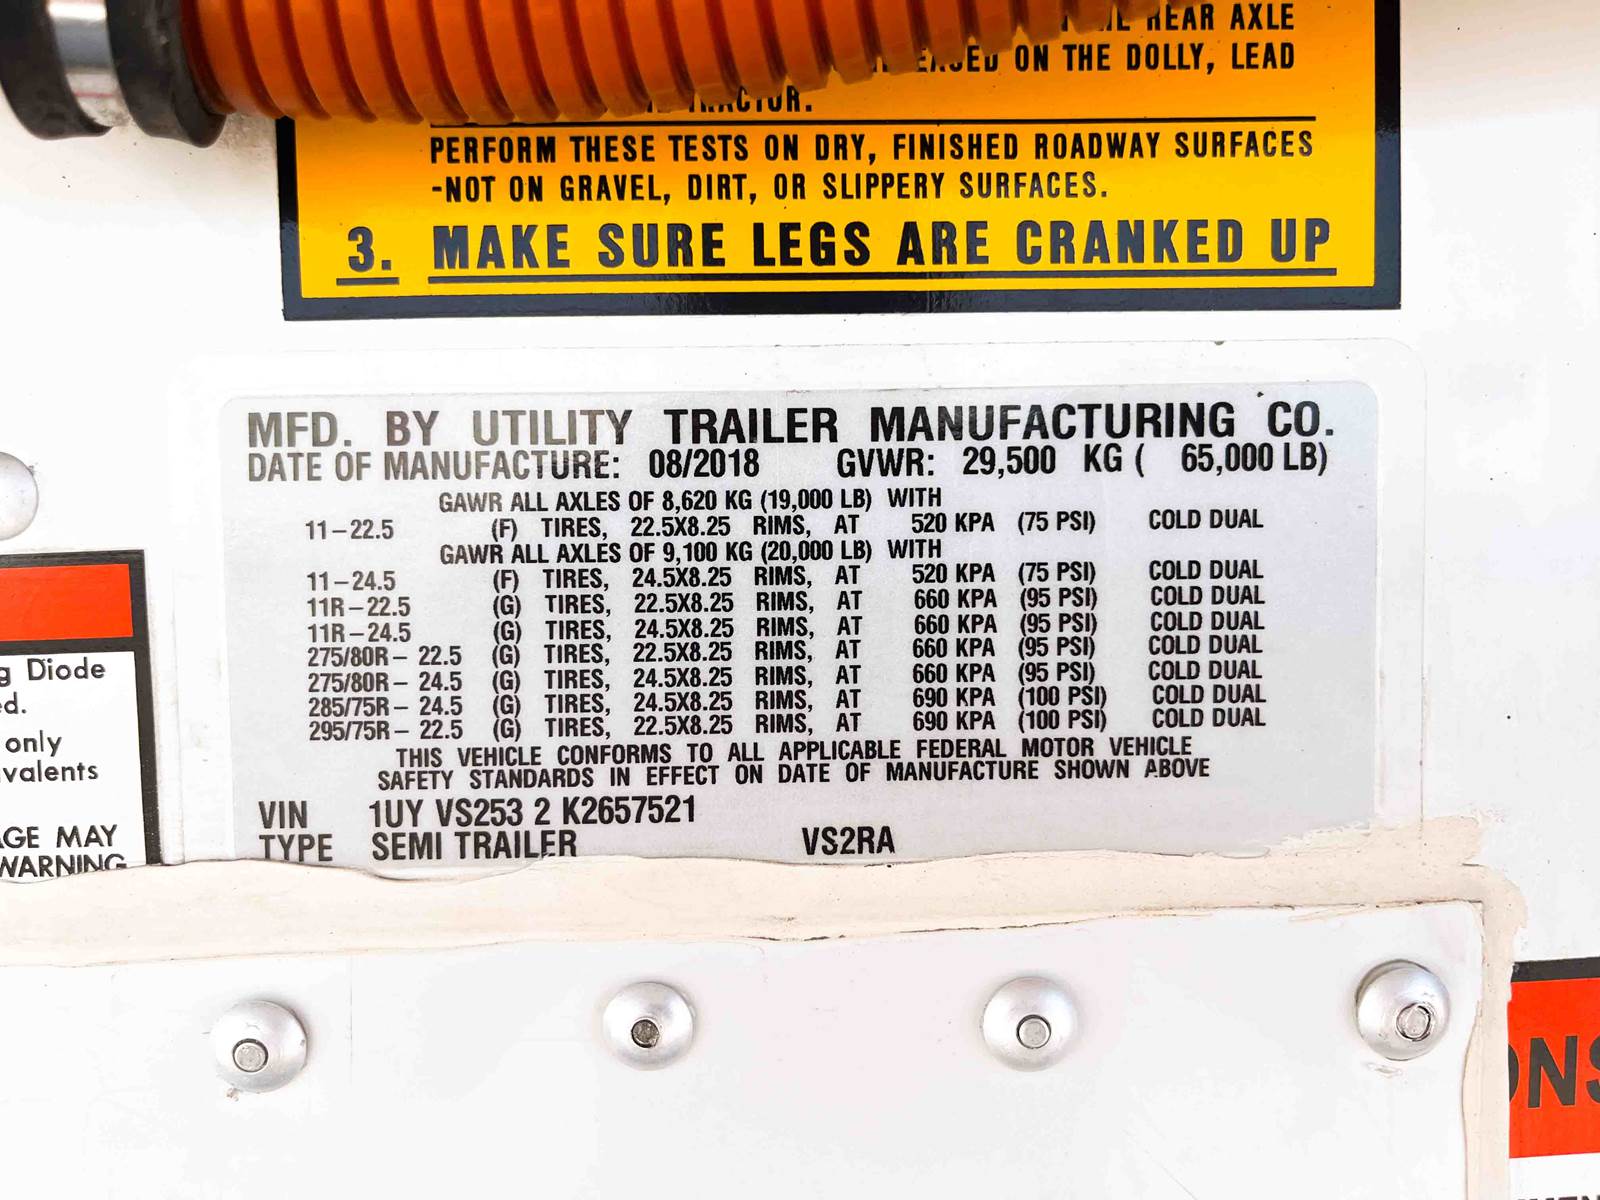 REAR AXLE
ON THE DOLLY, LEAD
PERFORM THESE TESTS ON DRY, FINISHED ROADWAY SURFACES
-NOT ON GRAVEL, DIRT, OR SLIPPERY SURFACES.
3. MAKE SURE LEGS ARE CRANKED UP
MFD. BY UTILITY TRAILER MANUFACTURING CO.
DATE OF MANUFACTURE: 08/2018 GVWR: 29,500 KG ( 65,000 LB)
GAWR ALL AXLES OF 8,620 KG (19,000 LB) WITH
11-22.5 (F) TIRES, 22.5X8.25 RIMS, AT 520 KPA (75 PSI) COLD DUAL
GAWR ALL AXLES OF 9,100 KG (20,000 LB) WITH
11-24.5 (F) TIRES, 24.5X8.25 RIMS, AT 520 KPA (75 PSI) COLD DUAL
11R-22.5 (G) TIRES, 22.5X8.25 RIMS, AT 660 KPA (95 PSI) COLD DUAL
11R-24.5 (G) TIRES, 24.5X8.25 RIMS, AT 660 KPA (95 PSI) COLD DUAL
275/80R- 22.5 (G) TIRES, 22.5X8.25 RIMS, AT 660 KPA (95 PSI) COLD DUAL
275/80R- 24.5 (G) TIRES, 24.5X8.25 RIMS, AT 660 KPA (95 PSI) COLD DUAL
285/75R- 24.5 (G) TIRES, 24.5X8.25 RIMS, AT 690 KPA (100 PSI) COLD DUAL
295/75R- 22.5 (G) TIRES, 22.5X8.25 RIMS, AT 690 KPA (100 PSI) COLD DUAL
THIS VEHICLE CONFORMS TO ALL APPLICABLE FEDERAL MOTOR VEHICLE
SAFETY STANDARDS IN EFFECT ON DATE OF MANUFACTURE SHOWN ABOVE
VIN 1UY VS253 2 K2657521
TYPE SEMI TRAILER VS2RA
g Diode
ed.
only
valents
GE MAY
WARNING
ONS